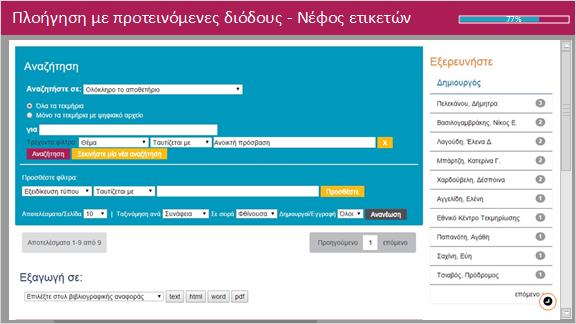 Πλοήγηση με προτεινόμενες διόδους - Νέφος ετικετών
77%
Αναζήτηση
Αναζητήστε σε: Ολόκληρο το αποθετήριο
Όλα τα τεκμήρια
Μόνο τα τεκμήρια με ψηφιακό αρχείο
για
Τρέχοντα φίλτρα: Θέμα Ταυτίζεται με Ανοικτή πρόσβαση X
Αναζήτηση Ξεκινήστε μία νέα αναζήτηση
Προσθέστε φίλτρα:
Εξειδίκευση τύπου Ταυτίζεται με Προσθέστε
Αποτελέσματα/Σελίδα 10 | Ταξινόμηση ανά Συνάφεια Σε σειρά Φθίνουσα Δημιουργοί/Εγγραφή Όλοι Ανανέωση
Αποτελέσματα 1-9 από 9
Προηγούμενο 1 επόμενο
Εξαγωγή σε:
Επιλέξτε στυλ βιβλιογραφικής αναφοράς text html word pdf
Εξερευνήστε
Δημιουργός
Πελεκάνου, Δήμητρα 3
Βασιλογαμβράκης, Νίκος Ε. 2
Λαγούδη, Έλενα Δ. 2
Μπάρτζη, Κατερίνα Γ. 2
Χαρδούβελη, Δέσποινα 2
Αγγελίδη, Ελένη 1
Εθνικό Κέντρο Τεκμηρίωσης 1
Παπανότη, Αγάθη 1
Σαχίνη, Εύη 1
Τσιαβός, Πρόδρομος 1
επόμενο